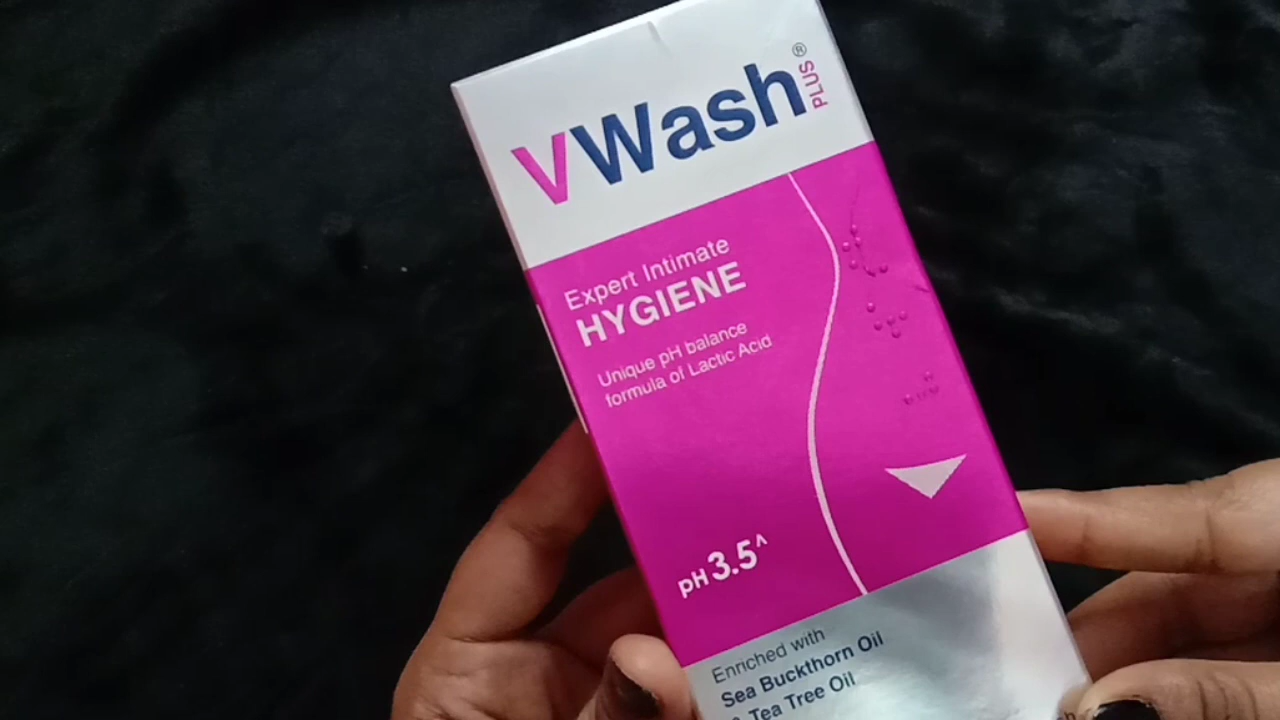 VWash PLUS®
Expert Intimate
HYGIENE
Unique pH balance
formula of Lactic Acid
pH 3.5^
Enriched with
Sea Buckthorn Oil
& Tea Tree Oil